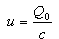 u = Q₀ / c